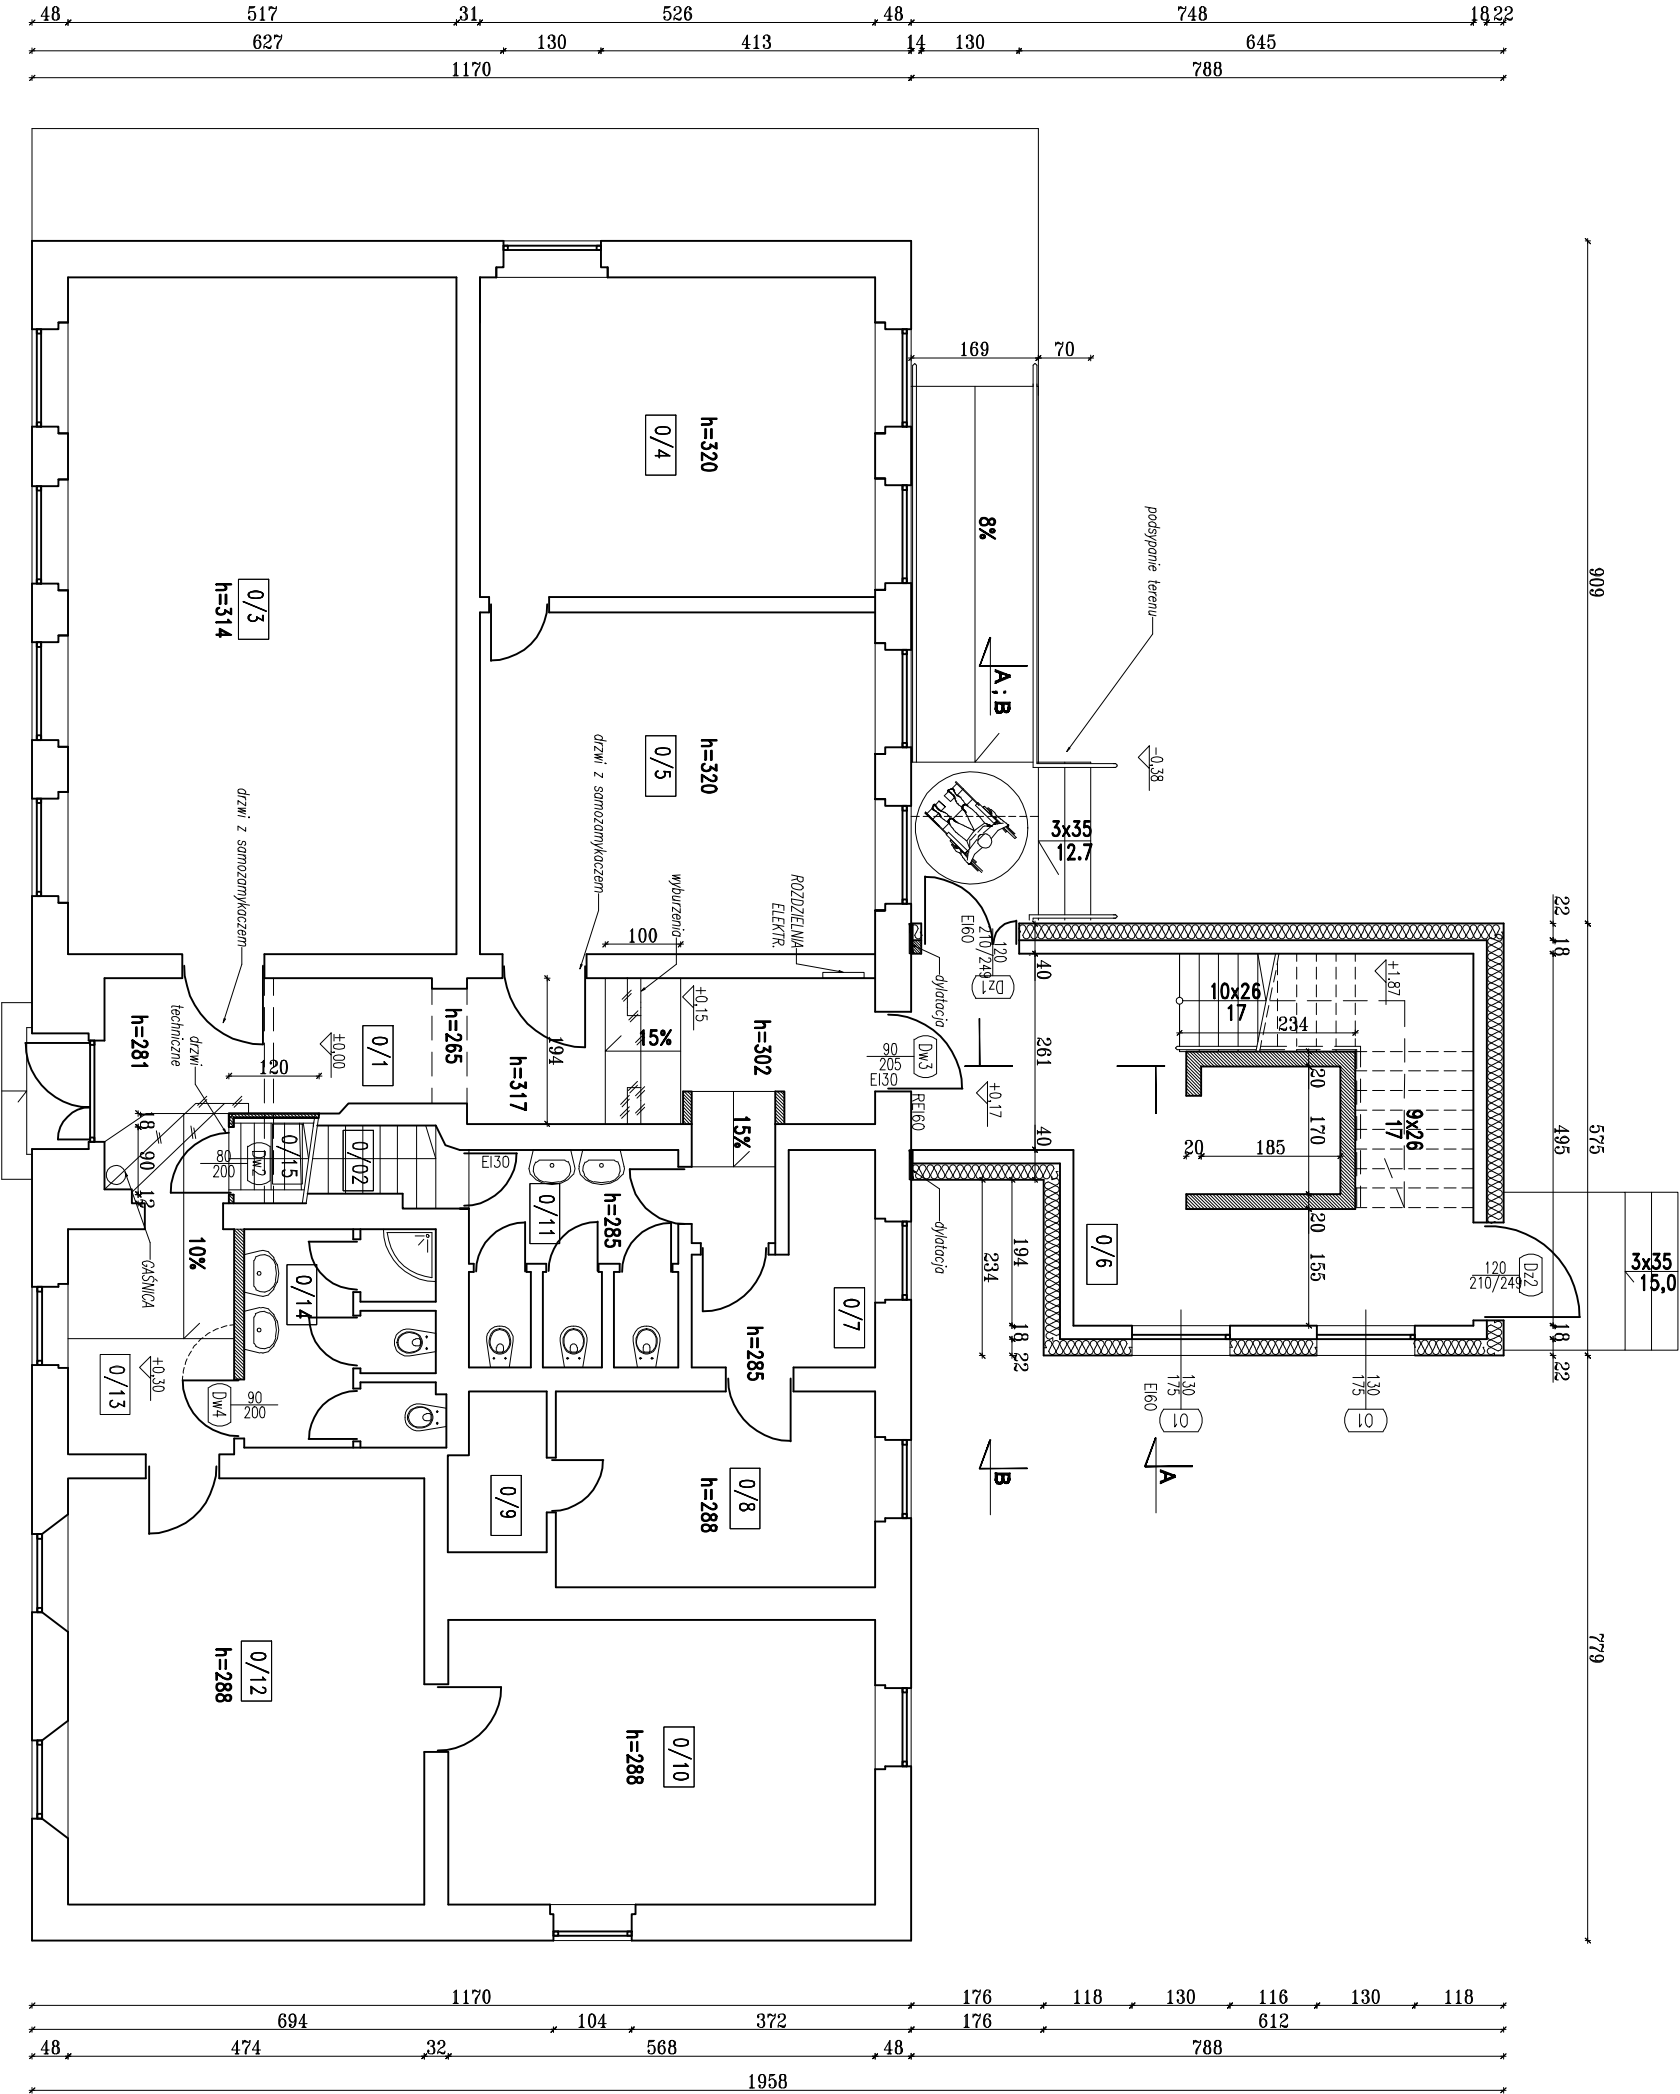 48 517 31 526 48 748 18 22
627 130 413 14 130 645
1170 788
169 70
909
0/4
h=320
8%
podsypanie terenu
0/3
h=314
A ; B
0/5
h=320
-0,38
3x35
12.7
drzwi z samozamykaczem
drzwi z samozamykaczem
wyburzenia
ROZDZIELNIA
ELEKTR.
100
120
210/249
EI60
Dz1
dylatacja
22
18
40
+1,87
10x26
17
234
+0,15
15%
h=302
h=265
h=317
194
0/1
±0,00
h=281
drzwi
techniczne
120
90
205
EI30
Dw3
REI60
+0,17
261
20
170
9x26
17
495
575
185
20
40
15%
18
90
12
80
200
Dw2
0/15
0/02
EI30
0/11
h=285
dylatacja
234
194
0/6
20
155
120
210/249
Dz2
3x35
15,0
10%
GAŚNICA
0/14
0/7
h=285
18
22
18
22
+0,30
0/13
Dw4
90
200
130
175
EI60
O1
130
175
O1
B
A
0/9
0/8
h=288
0/12
h=288
0/10
h=288
779
1170 176 118 130 116 130 118
694 104 372 176 612
48 474 32 568 48 788
1958